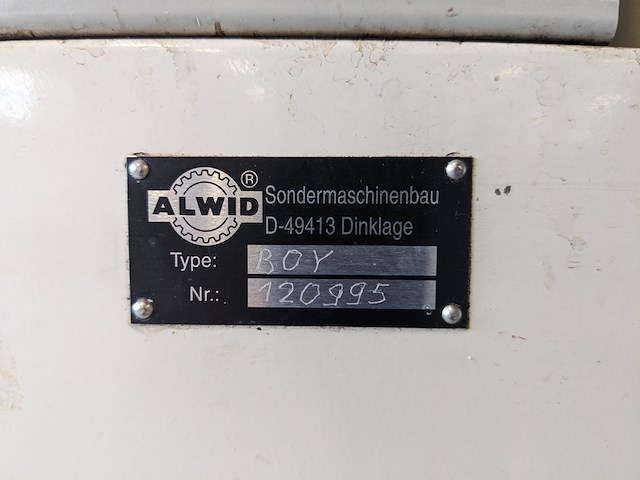 ALWID ®
Sondermaschinenbau
D-49413 Dinklage
Type: BOY
Nr.: 120995